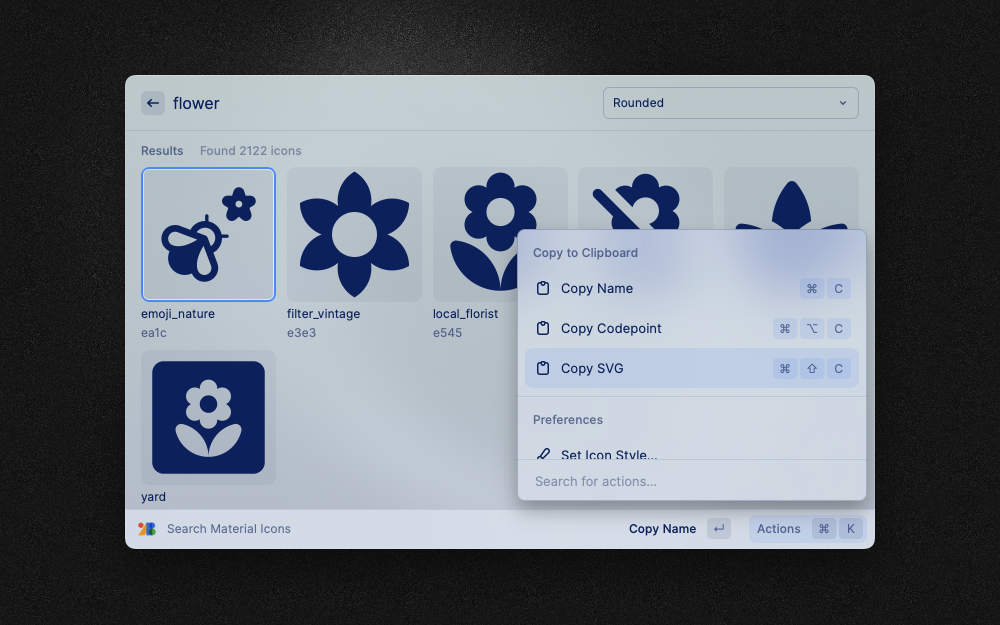 flower
Rounded
Results Found 2122 icons
emoji_nature
ea1c
filter_vintage
e3e3
local_florist
e545
yard
Copy to Clipboard
Copy Name ⌘ C
Copy Codepoint ⌘ ⌥ C
Copy SVG ⌘ ⇧ C
Preferences
Set Icon Style...
Search for actions...
Search Material Icons
Copy Name ↵
Actions ⌘ K